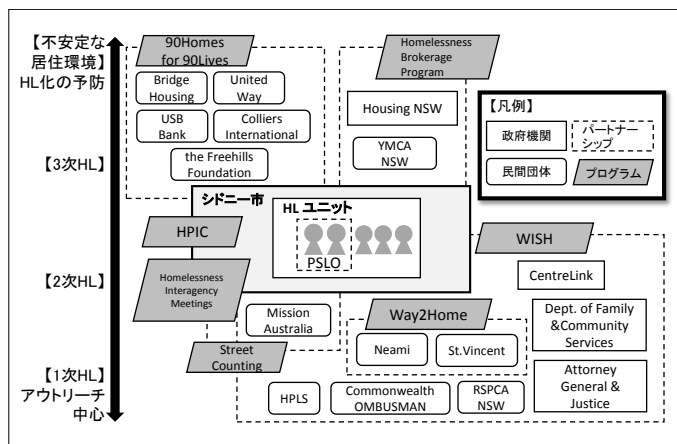 【不安定な
居住環境】
HL化の予防
【3次HL】
【2次HL】
【1次HL】
アウトリーチ
中心
90Homes
for 90Lives
Bridge
Housing
United
Way
USB
Bank
Colliers
International
the Freehills
Foundation
Homelessness
Brokerage
Program
Housing NSW
YMCA
NSW
【凡例】
政府機関
パートナー
シップ
民間団体
プログラム
シドニー市
HL ユニット
PSLO
HPIC
Homelessness
Interagency
Meetings
Street
Counting
Mission
Australia
Way2Home
Neami
St.Vincent
WISH
CentreLink
Dept. of Family
&Community
Services
Attorney
General &
Justice
HPLS
Commonwealth
OMBUSMAN
RSPCA
NSW